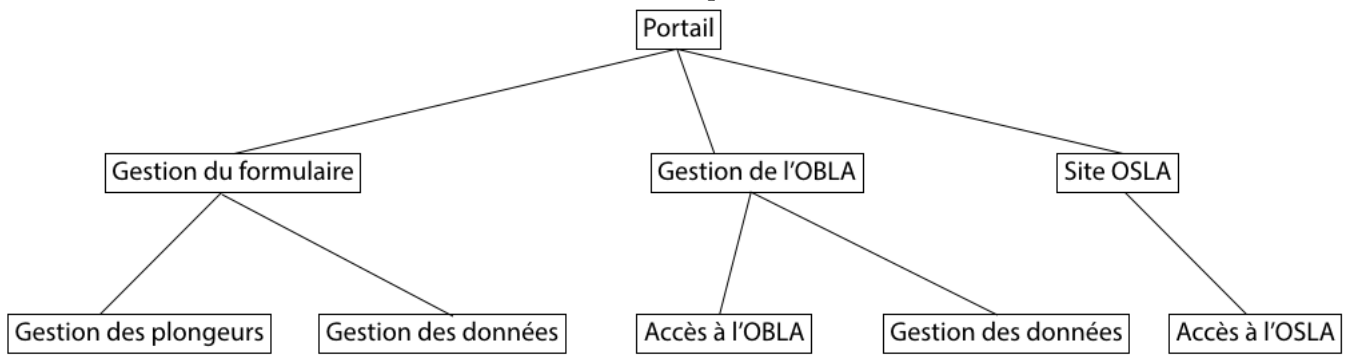 Portail
Gestion du formulaire
Gestion de l'OBLA
Site OSLA
Gestion des plongeurs
Gestion des données
Accès à l'OBLA
Gestion des données
Accès à l'OSLA